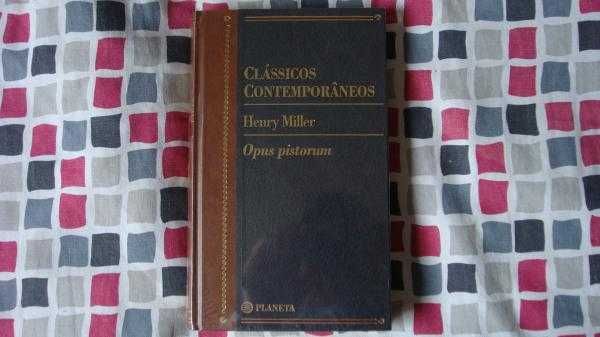 CLÁSSICOS
CONTEMPORÂNEOS
Henry Miller
Opus pistorum
PLANETA